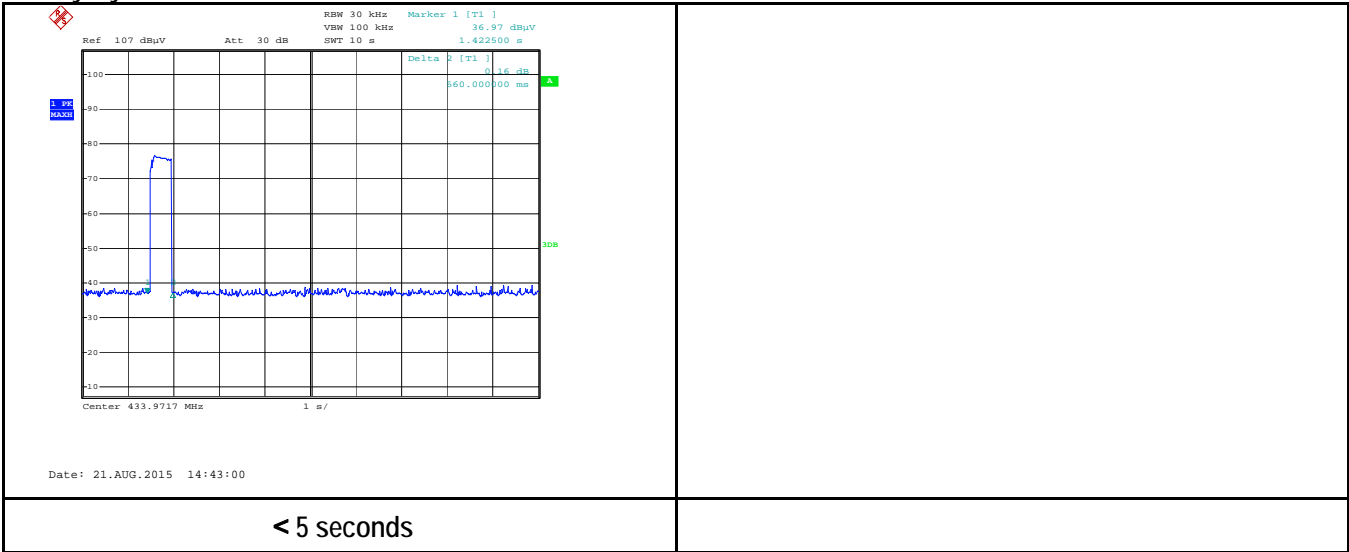 RBW 30 kHz Marker 1 [T1 ]
VBW 100 kHz 36.97 dBµV
Ref 107 dBµV Att 30 dB SWT 10 s 1.422500 s
Delta 2 [T1 ]
0.16 dB
560.000000 ms
A
100
1 PK
MAXH
90
80
70
60
50
3DB
40
1
30
20
10
Center 433.9717 MHz 1 s/
Date: 21.AUG.2015 14:43:00
< 5 seconds